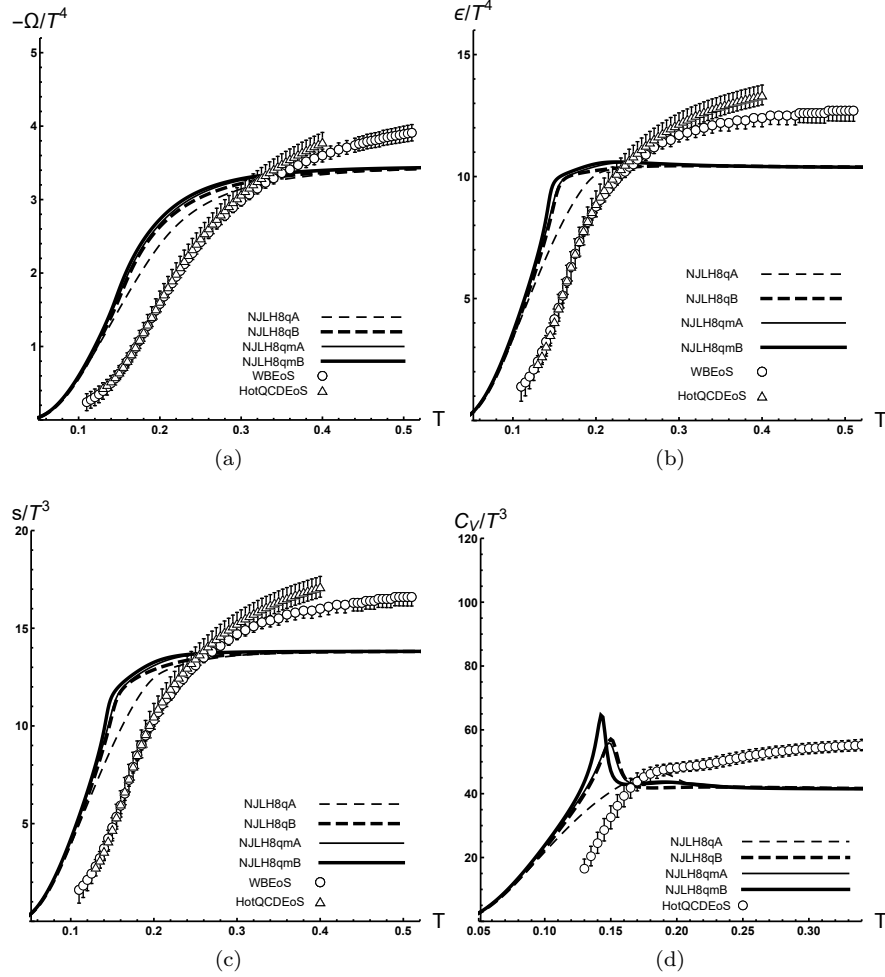 −Ω/T⁴
5
4
3
2
1
0.1 0.2 0.3 0.4 0.5 T
NJLH8qA
NJLH8qB
NJLH8qmA
NJLH8qmB
WBEoS
HotQCDEoS
(a)
ϵ/T⁴
15
10
5
0.1 0.2 0.3 0.4 0.5 T
NJLH8qA
NJLH8qB
NJLH8qmA
NJLH8qmB
WBEoS
HotQCDEoS
(b)
s/T³
20
15
10
5
0.1 0.2 0.3 0.4 0.5 T
NJLH8qA
NJLH8qB
NJLH8qmA
NJLH8qmB
WBEoS
HotQCDEoS
(c)
C_V/T³
120
100
80
60
40
20
0.05 0.10 0.15 0.20 0.25 0.30 T
NJLH8qA
NJLH8qB
NJLH8qmA
NJLH8qmB
HotQCDEoS
(d)